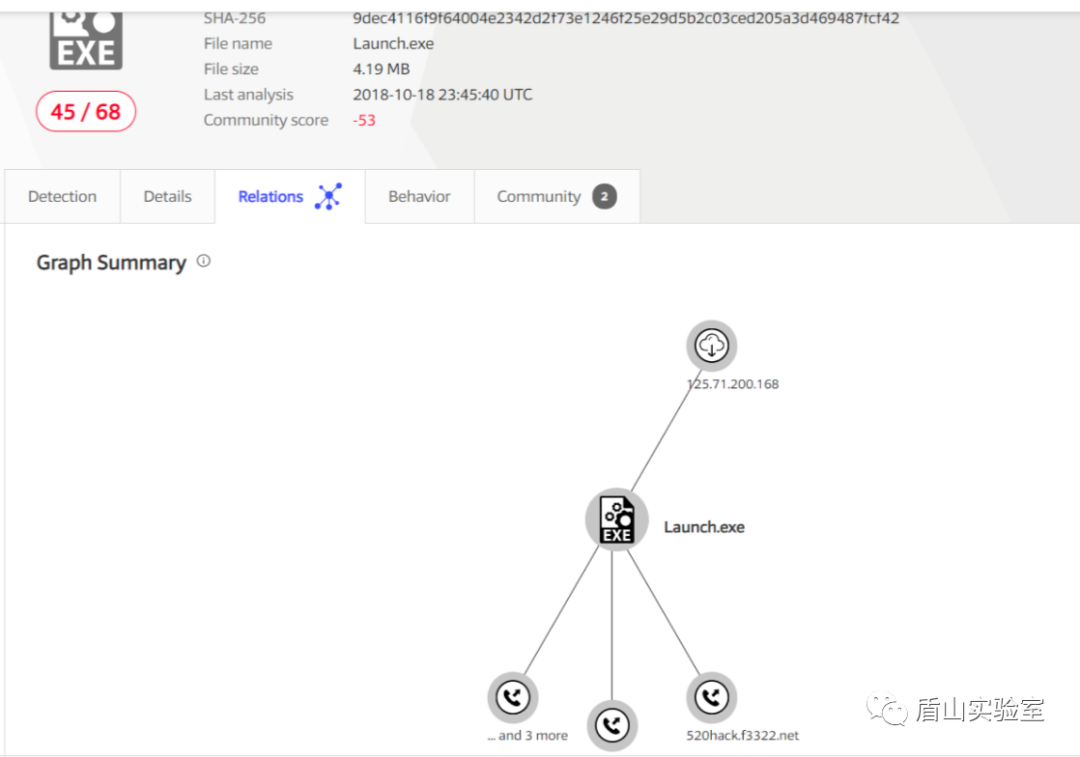 SHA-256 9dec4116f9f64004e2342d2f73e1246f25e29d5b2c03ced205a3d469487fcf42
EXE
File name Launch.exe
File size 4.19 MB
Last analysis 2018-10-18 23:45:40 UTC
45 / 68
Community score -53
Detection Details Relations Behavior Community 2
Graph Summary
125.71.200.168
EXE
Launch.exe
... and 3 more
520hack.f3322.net
盾山实验室